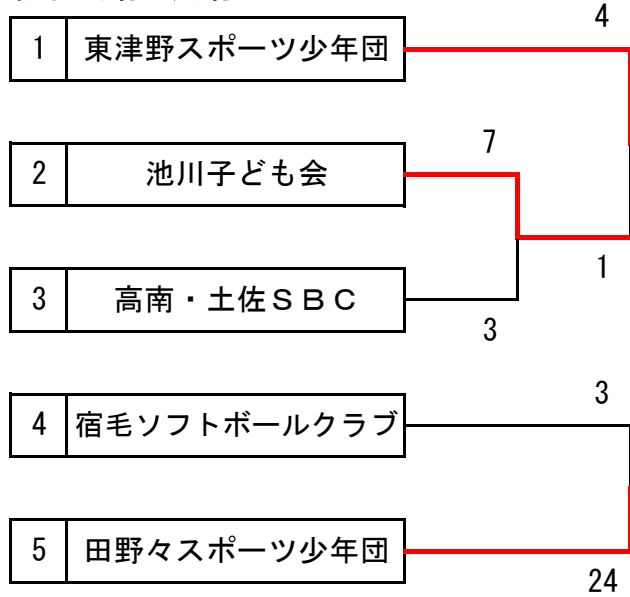 4
1 東津野スポーツ少年団
7
2 池川子ども会
1
3 高南・土佐ＳＢＣ
3
3
4 宿毛ソフトボールクラブ
5 田野々スポーツ少年団
24